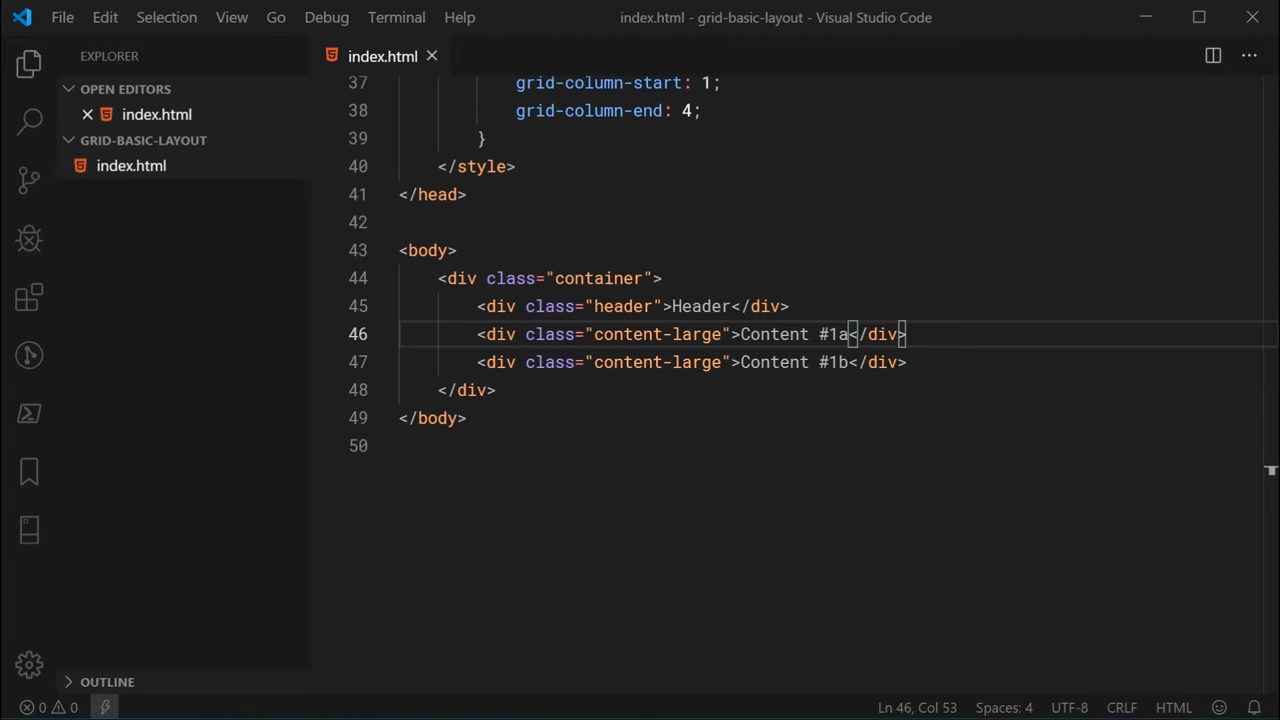 File Edit Selection View Go Debug Terminal Help index.html - grid-basic-layout - Visual Studio Code
EXPLORER
OPEN EDITORS
index.html
GRID-BASIC-LAYOUT
index.html
OUTLINE
index.html
37 grid-column-start: 1;
38 grid-column-end: 4;
39 }
40 </style>
41 </head>
42
43 <body>
44 <div class="container">
45 <div class="header">Header</div>
46 <div class="content-large">Content #1a</div>
47 <div class="content-large">Content #1b</div>
48 </div>
49 </body>
50
0 0 Ln 46, Col 53 Spaces: 4 UTF-8 CRLF HTML